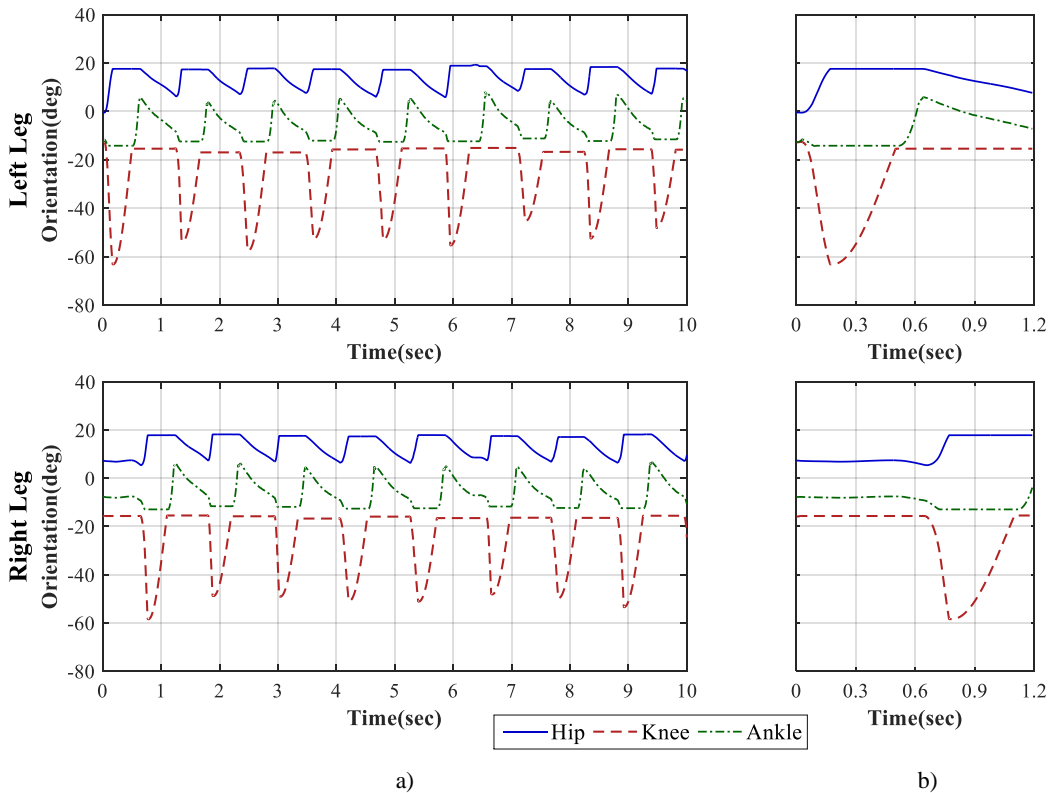 40
20
0
-20
-40
-60
-80
Left Leg
Orientation(deg)
0 1 2 3 4 5 6 7 8 9 10
Time(sec)
0 0.3 0.6 0.9 1.2
Time(sec)
40
20
0
-20
-40
-60
-80
Right Leg
Orientation(deg)
0 1 2 3 4 5 6 7 8 9 10
Time(sec)
0 0.3 0.6 0.9 1.2
Time(sec)
Hip Knee Ankle
a) b)